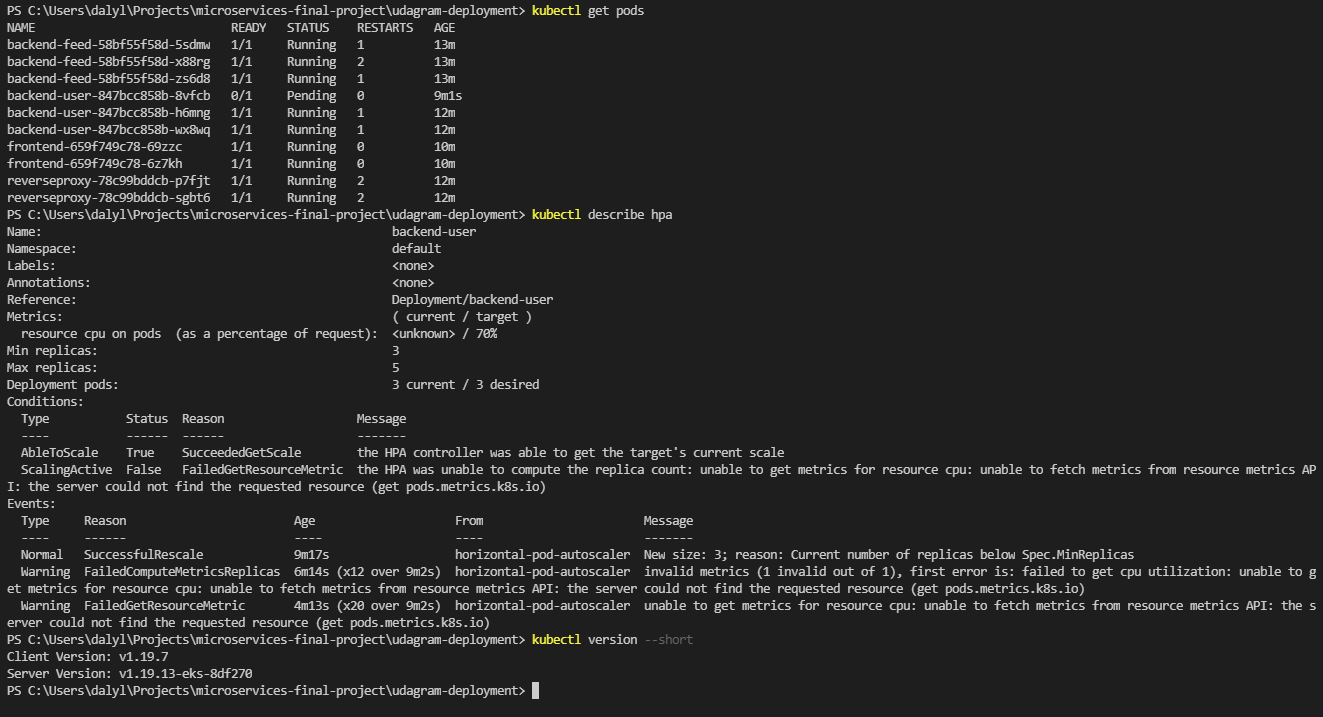 PS C:\Users\dalyl\Projects\microservices-final-project\udagram-deployment> kubectl get pods
NAME                            READY   STATUS    RESTARTS   AGE
backend-feed-58bf55f58d-5sdmw   1/1     Running   1          13m
backend-feed-58bf55f58d-x88rg   1/1     Running   2          13m
backend-feed-58bf55f58d-zs6d8   1/1     Running   1          13m
backend-user-847bcc858b-8vfcb   0/1     Pending   0          9m1s
backend-user-847bcc858b-h6mng   1/1     Running   1          12m
backend-user-847bcc858b-wx8wq   1/1     Running   1          12m
frontend-659f749c78-69zzc       1/1     Running   0          10m
frontend-659f749c78-6z7kh       1/1     Running   0          10m
reverseproxy-78c99bddcb-p7fjt   1/1     Running   2          12m
reverseproxy-78c99bddcb-sgbt6   1/1     Running   2          12m
PS C:\Users\dalyl\Projects\microservices-final-project\udagram-deployment> kubectl describe hpa
Name:                                                  backend-user
Namespace:                                             default
Labels:                                                <none>
Annotations:                                           <none>
Reference:                                             Deployment/backend-user
Metrics:                                               ( current / target )
  resource cpu on pods  (as a percentage of request):  <unknown> / 70%
Min replicas:                                          3
Max replicas:                                          5
Deployment pods:                                       3 current / 3 desired
Conditions:
  Type           Status  Reason                   Message
  ----           ------  ------                   -------
  AbleToScale    True    SucceededGetScale        the HPA controller was able to get the target's current scale
  ScalingActive  False   FailedGetResourceMetric  the HPA was unable to compute the replica count: unable to get metrics for resource cpu: unable to fetch metrics from resource metrics AP
I: the server could not find the requested resource (get pods.metrics.k8s.io)
Events:
  Type     Reason                        Age                    From                       Message
  ----     ------                        ----                   ----                       -------
  Normal   SuccessfulRescale             9m17s                  horizontal-pod-autoscaler  New size: 3; reason: Current number of replicas below Spec.MinReplicas
  Warning  FailedComputeMetricsReplicas  6m14s (x12 over 9m2s)  horizontal-pod-autoscaler  invalid metrics (1 invalid out of 1), first error is: failed to get cpu utilization: unable to g
et metrics for resource cpu: unable to fetch metrics from resource metrics API: the server could not find the requested resource (get pods.metrics.k8s.io)
  Warning  FailedGetResourceMetric       4m13s (x20 over 9m2s)  horizontal-pod-autoscaler  unable to get metrics for resource cpu: unable to fetch metrics from resource metrics API: the s
erver could not find the requested resource (get pods.metrics.k8s.io)
PS C:\Users\dalyl\Projects\microservices-final-project\udagram-deployment> kubectl version --short
Client Version: v1.19.7
Server Version: v1.19.13-eks-8df270
PS C:\Users\dalyl\Projects\microservices-final-project\udagram-deployment>